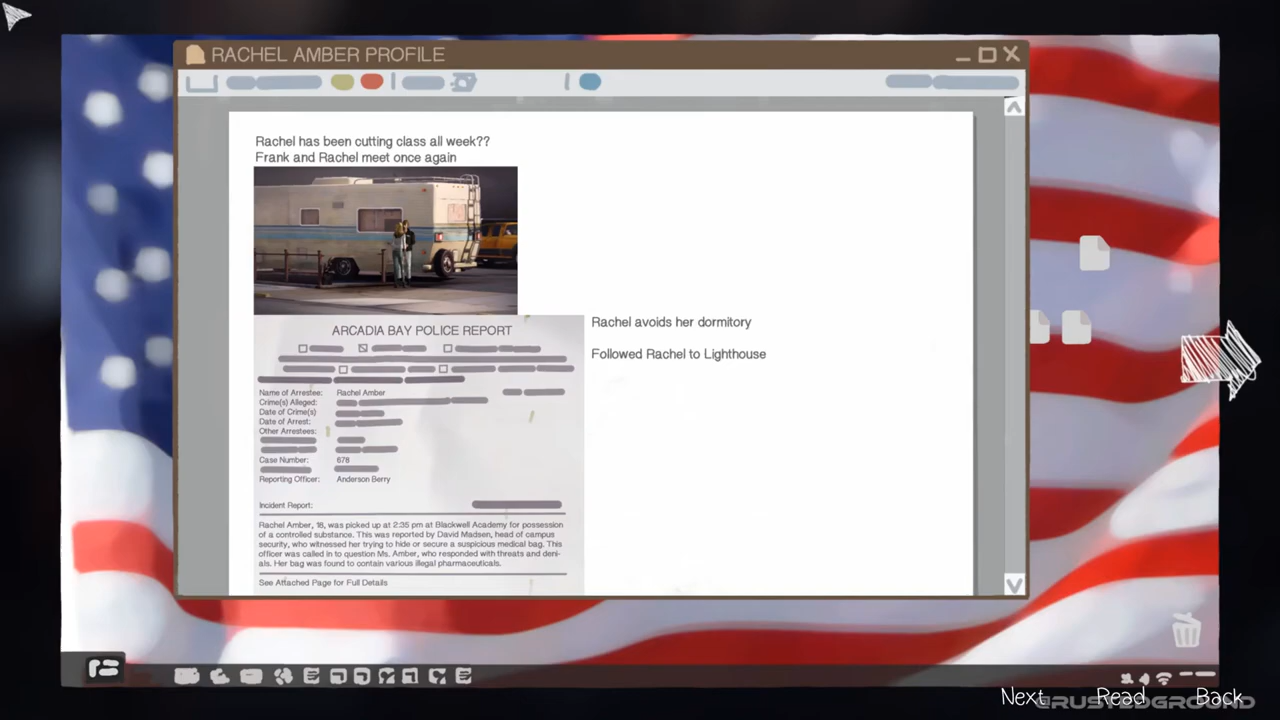 RACHEL AMBER PROFILE
Rachel has been cutting class all week??
Frank and Rachel meet once again
ARCADIA BAY POLICE REPORT
Name of Arrestee: Rachel Amber
Crime(s) Alleged:
Date of Crime(s)
Date of Arrest:
Other Arrestees:
Case Number: 678
Reporting Officer: Anderson Berry
Incident Report:
Rachel Amber, 18, was picked up at 2:35 pm at Blackwell Academy for possession
of a controlled substance. This was reported by David Madsen, head of campus
security, who witnessed her trying to hide or secure a suspicious medical bag. This
officer was called in to question Ms. Amber, who responded with threats and deni-
als. Her bag was found to contain various illegal pharmaceuticals.
See Attached Page for Full Details
Rachel avoids her dormitory
Followed Rachel to Lighthouse
Next Read Back
RUSTEDGROUND